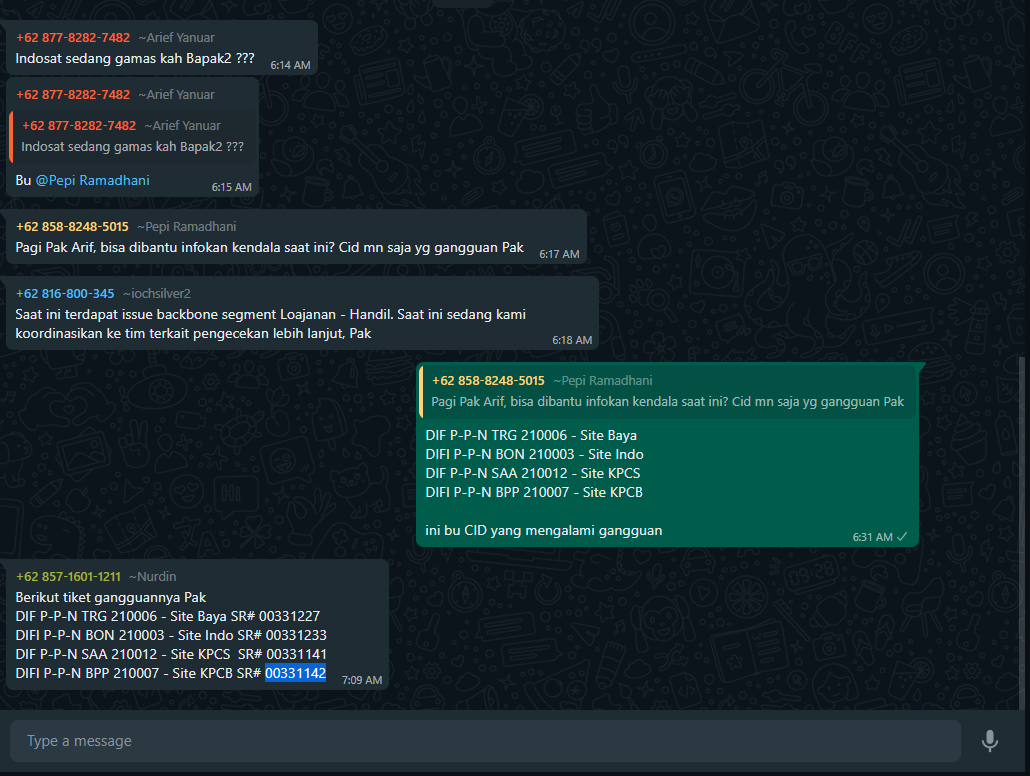 +62 877-8282-7482 ~Arief Yanuar
Indosat sedang gamas kah Bapak2 ???
6:14 AM
+62 877-8282-7482 ~Arief Yanuar
+62 877-8282-7482 ~Arief Yanuar
Indosat sedang gamas kah Bapak2 ???
Bu @Pepi Ramadhani
6:15 AM
+62 858-8248-5015 ~Pepi Ramadhani
Pagi Pak Arif, bisa dibantu infokan kendala saat ini? Cid mn saja yg gangguan Pak
6:17 AM
+62 816-800-345 ~iochsilver2
Saat ini terdapat issue backbone segment Loajanan - Handil. Saat ini sedang kami
koordinasikan ke tim terkait pengecekan lebih lanjut, Pak
6:18 AM
+62 858-8248-5015 ~Pepi Ramadhani
Pagi Pak Arif, bisa dibantu infokan kendala saat ini? Cid mn saja yg gangguan Pak
DIF P-P-N TRG 210006 - Site Baya
DIFI P-P-N BON 210003 - Site Indo
DIF P-P-N SAA 210012 - Site KPCS
DIFI P-P-N BPP 210007 - Site KPCB
ini bu CID yang mengalami gangguan
6:31 AM
+62 857-1601-1211 ~Nurdin
Berikut tiket gangguannya Pak
DIF P-P-N TRG 210006 - Site Baya SR# 00331227
DIFI P-P-N BON 210003 - Site Indo SR# 00331233
DIF P-P-N SAA 210012 - Site KPCS  SR# 00331141
DIFI P-P-N BPP 210007 - Site KPCB SR# 00331142
7:09 AM
Type a message